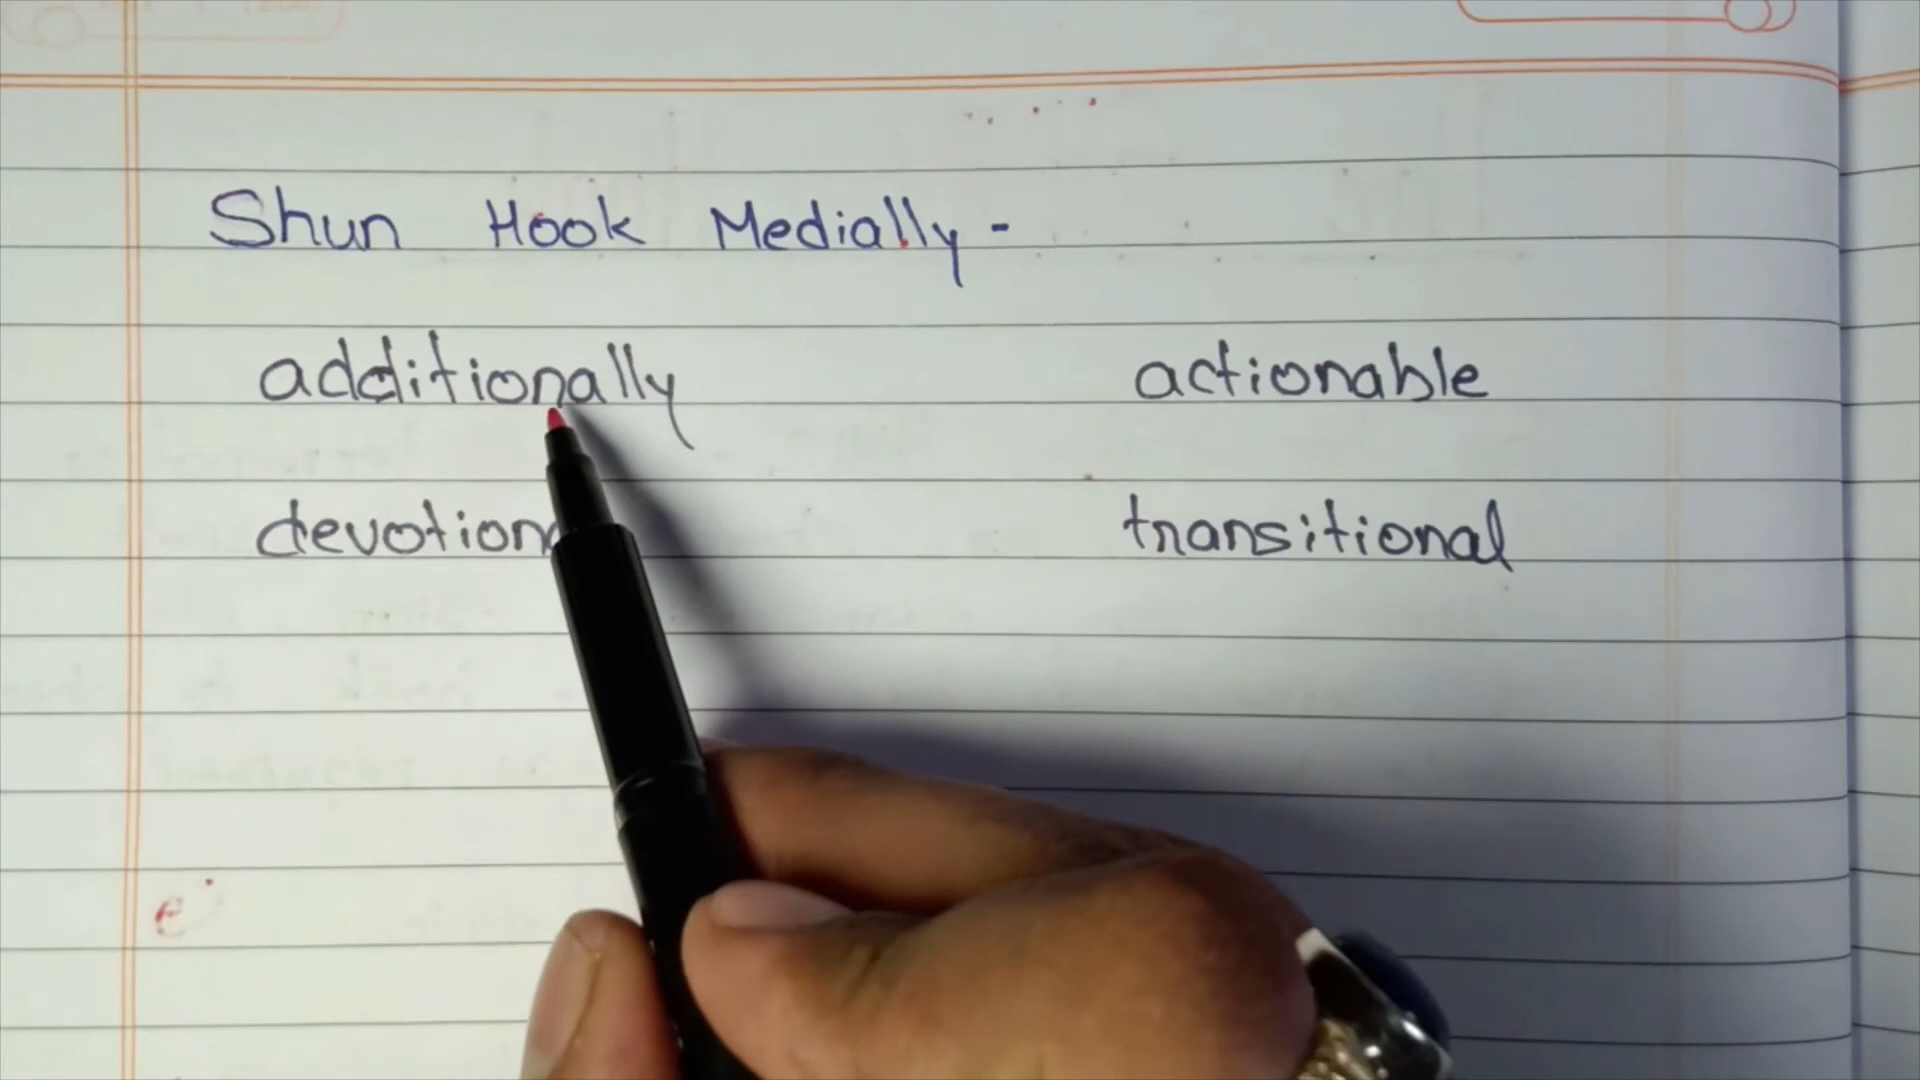 Shun Hook Medially -
additionally actionable
devotion transitional